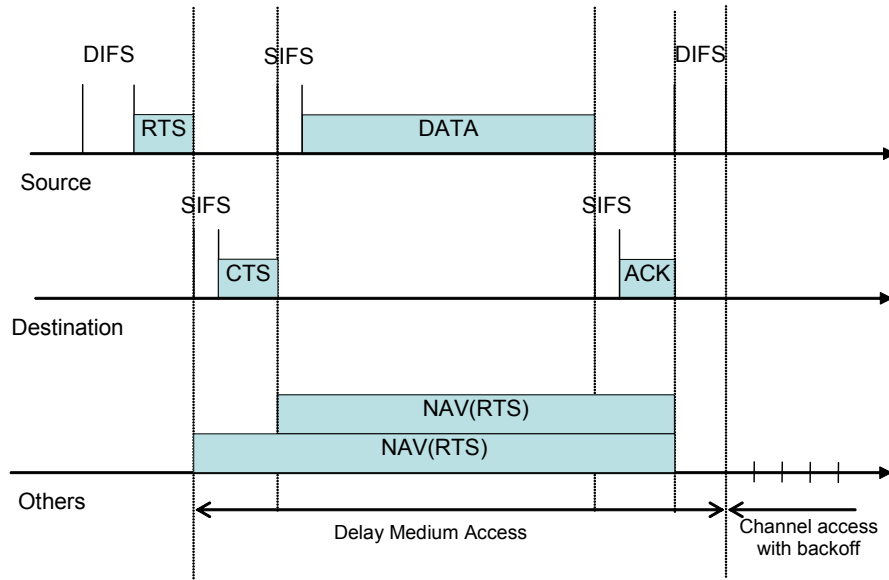 DIFS
SIFS
DIFS
RTS
DATA
Source
SIFS
SIFS
CTS
ACK
Destination
NAV(RTS)
NAV(RTS)
Others
Delay Medium Access
Channel access
with backoff